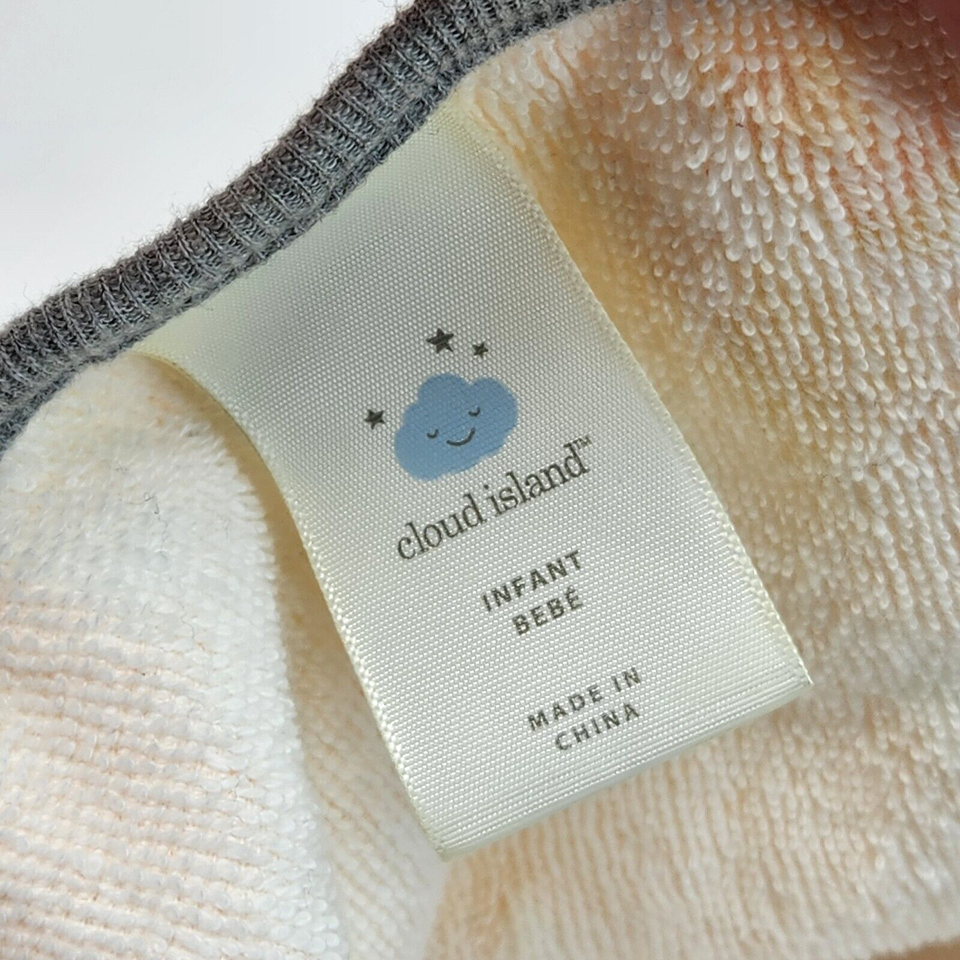 cloud island™
INFANT
BEBÉ
MADE IN
CHINA